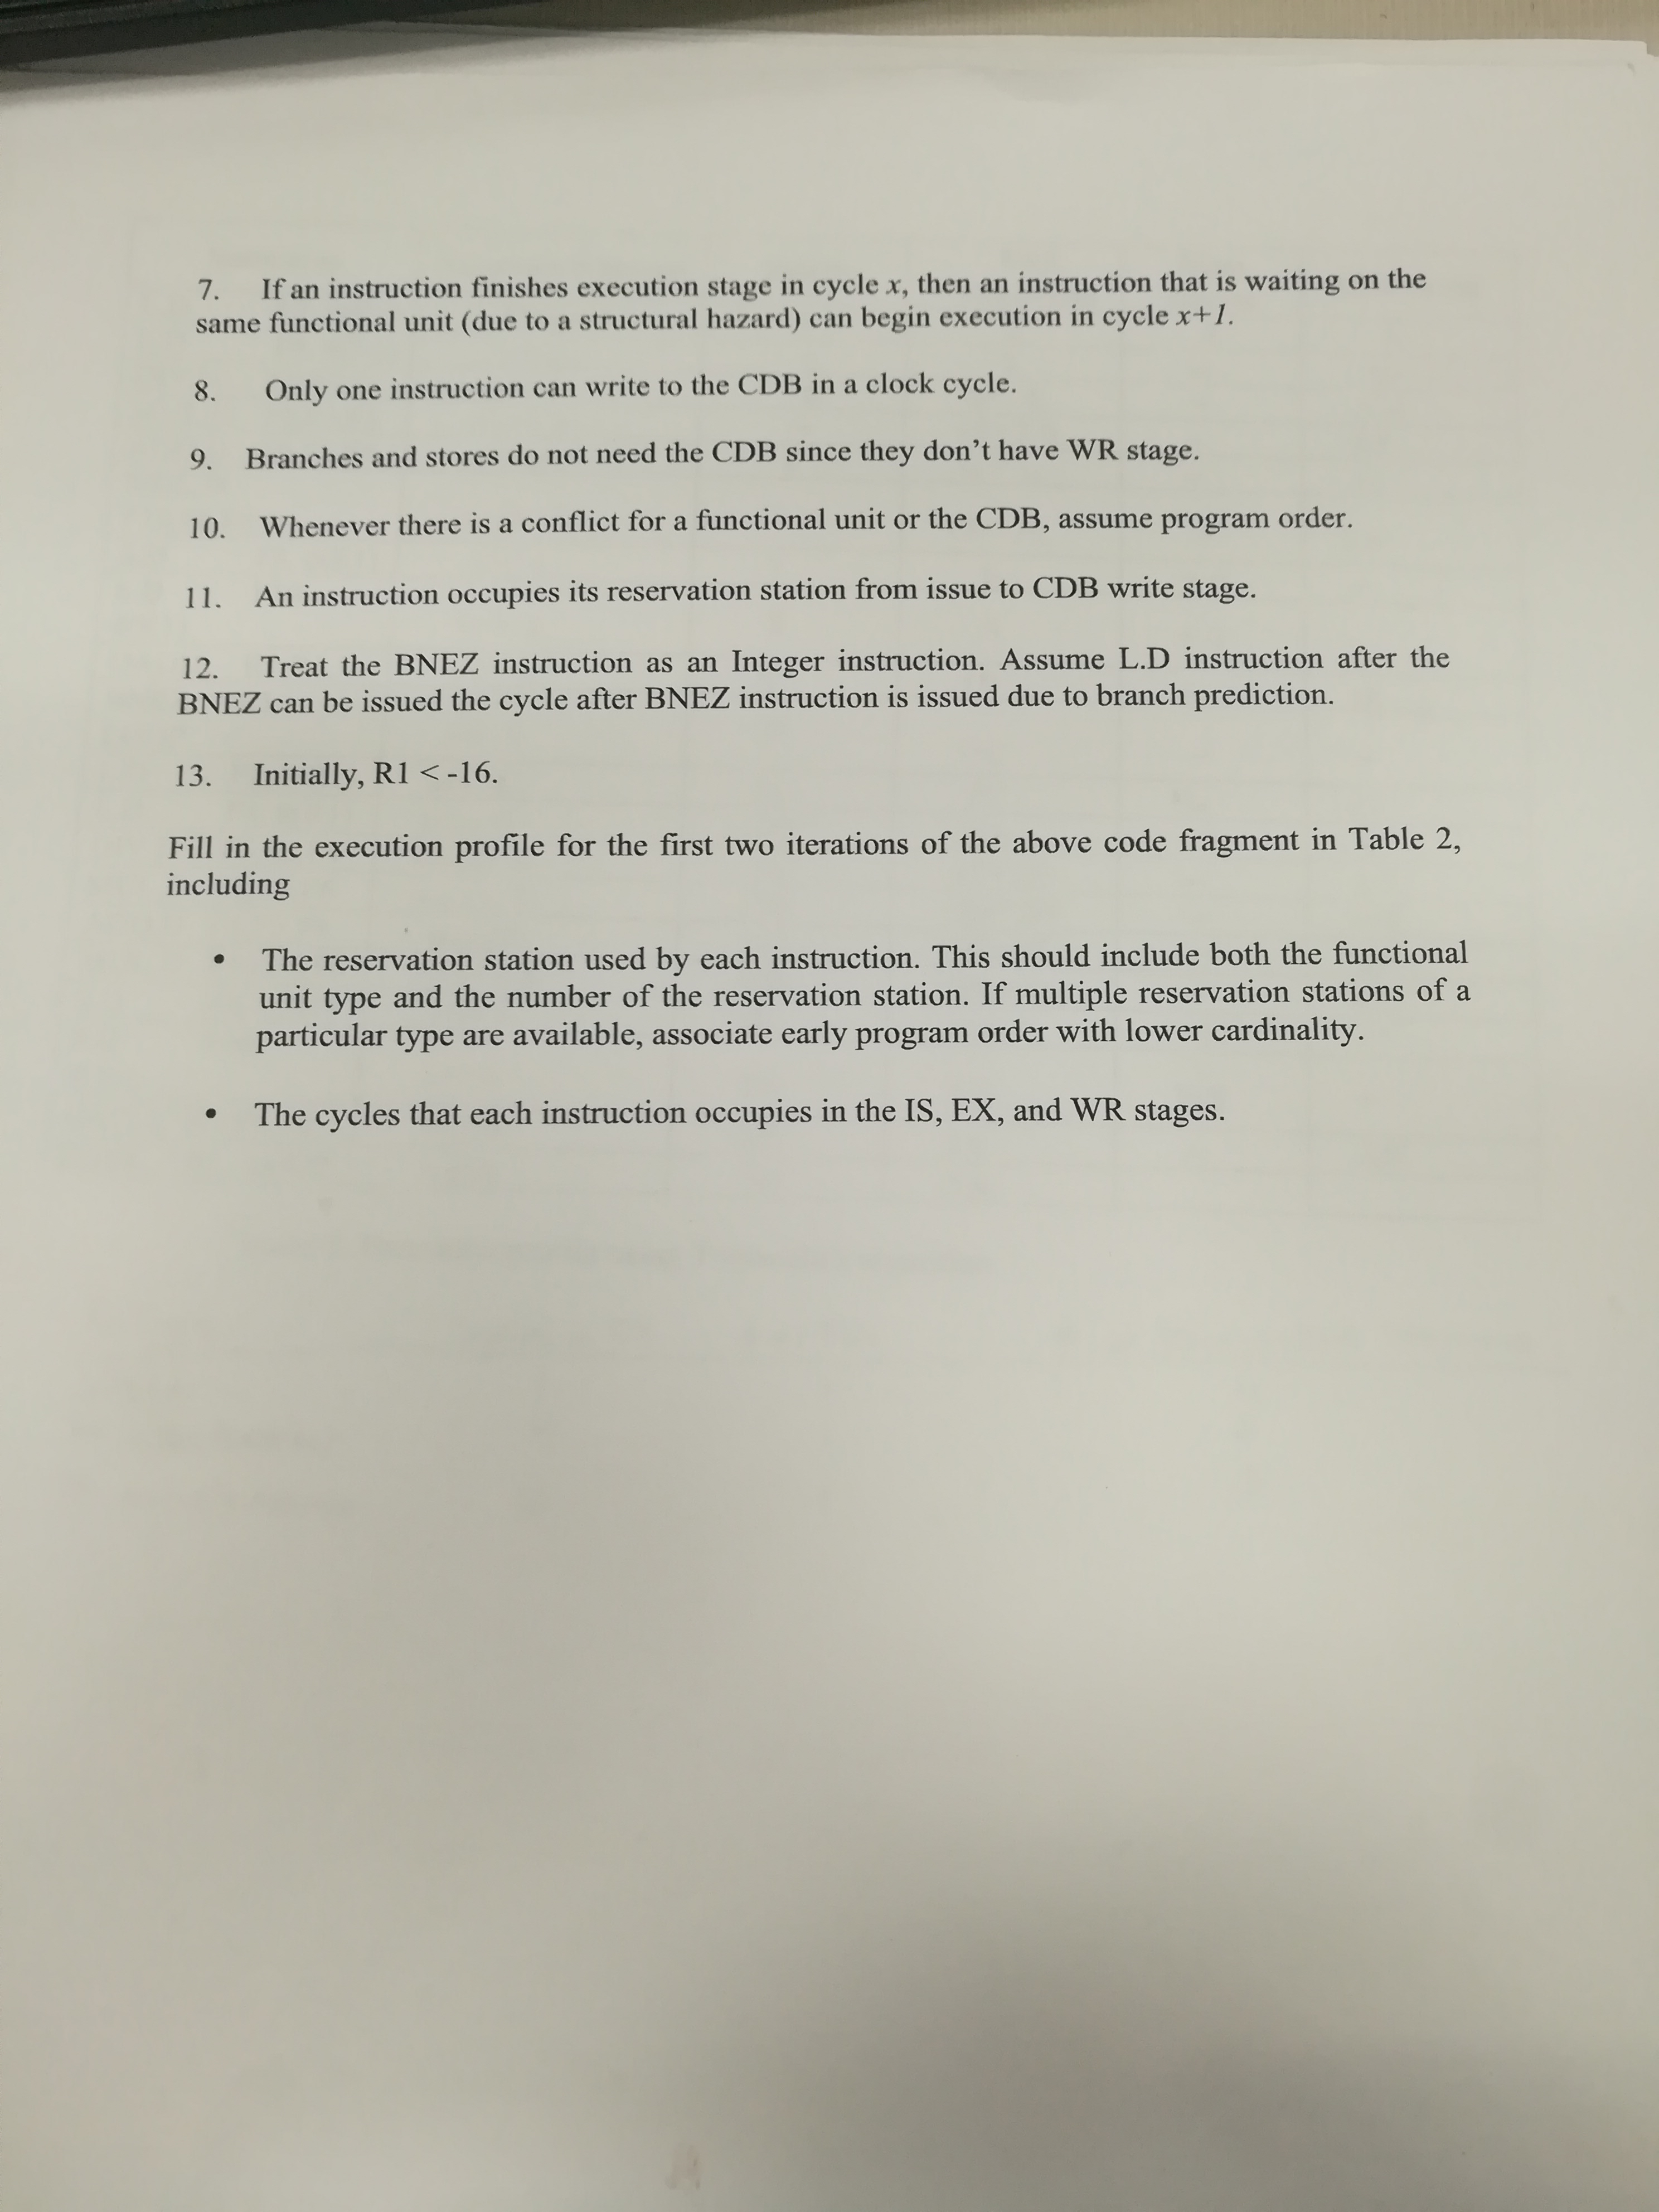 7. If an instruction finishes execution stage in cycle x, then an instruction that is waiting on the
same functional unit (due to a structural hazard) can begin execution in cycle x+1.
8. Only one instruction can write to the CDB in a clock cycle.
9. Branches and stores do not need the CDB since they don’t have WR stage.
10. Whenever there is a conflict for a functional unit or the CDB, assume program order.
11. An instruction occupies its reservation station from issue to CDB write stage.
12. Treat the BNEZ instruction as an Integer instruction. Assume L.D instruction after the
BNEZ can be issued the cycle after BNEZ instruction is issued due to branch prediction.
13. Initially, R1 < -16.
Fill in the execution profile for the first two iterations of the above code fragment in Table 2,
including
• The reservation station used by each instruction. This should include both the functional
unit type and the number of the reservation station. If multiple reservation stations of a
particular type are available, associate early program order with lower cardinality.
• The cycles that each instruction occupies in the IS, EX, and WR stages.